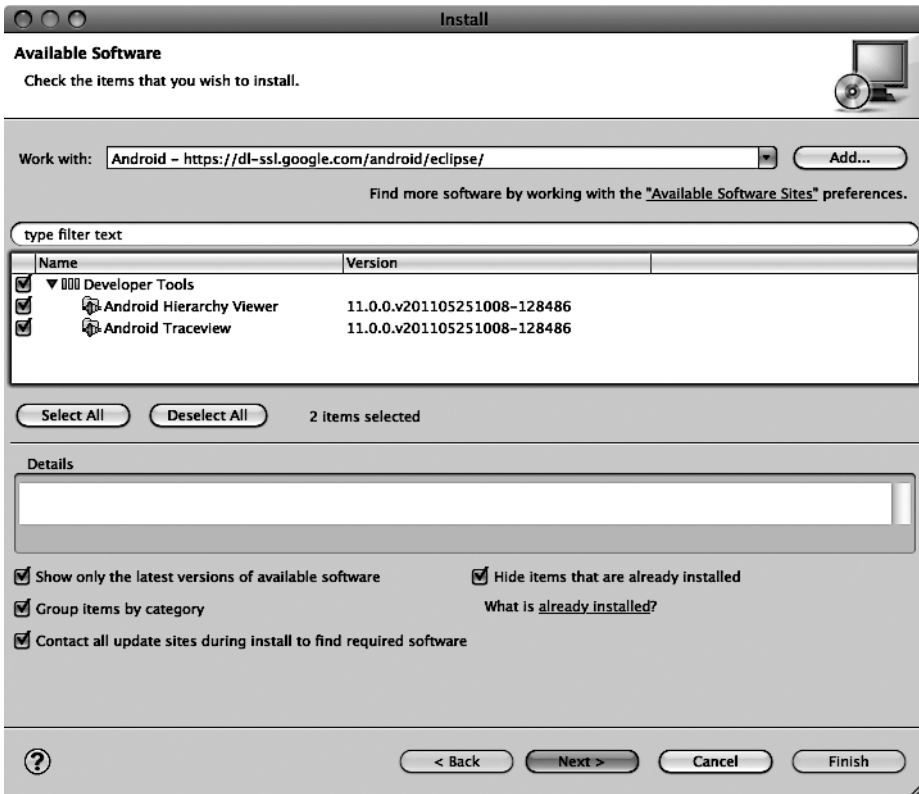 Install
Available Software
Check the items that you wish to install.
Work with: Android – https://dl-ssl.google.com/android/eclipse/ Add...
Find more software by working with the "Available Software Sites" preferences.
type filter text
Name Version
Developer Tools
Android Hierarchy Viewer 11.0.0.v201105251008-128486
Android Traceview 11.0.0.v201105251008-128486
Select All Deselect All 2 items selected
Details
Show only the latest versions of available software Hide items that are already installed
Group items by category What is already installed?
Contact all update sites during install to find required software
? < Back Next > Cancel Finish